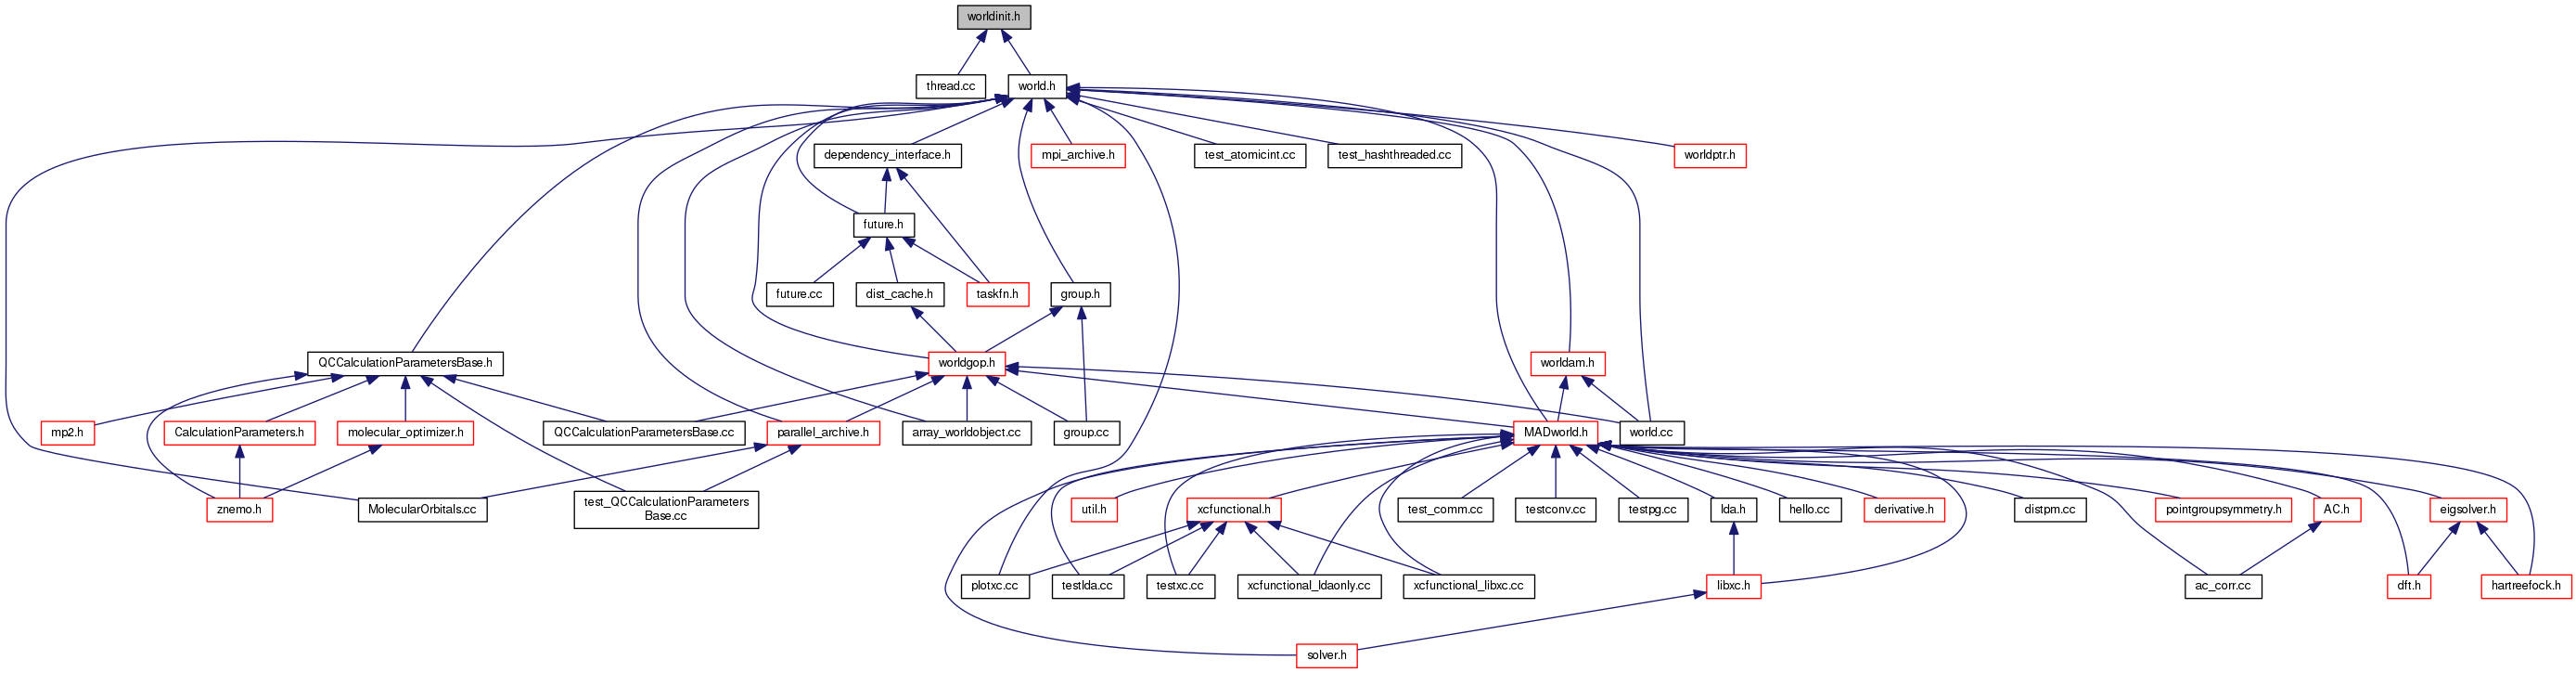 worldinit.h
thread.cc
world.h
dependency_interface.h
mpi_archive.h
test_atomicint.cc
test_hashthreaded.cc
worldptr.h
future.h
future.cc
dist_cache.h
taskfn.h
group.h
QCCalculationParametersBase.h
worldgop.h
worldam.h
mp2.h
CalculationParameters.h
molecular_optimizer.h
QCCalculationParametersBase.cc
parallel_archive.h
array_worldobject.cc
group.cc
MADworld.h
world.cc
znemo.h
MolecularOrbitals.cc
test_QCCalculationParameters
Base.cc
util.h
xcfunctional.h
test_comm.cc
testconv.cc
testpg.cc
lda.h
hello.cc
derivative.h
distpm.cc
pointgroupsymmetry.h
AC.h
eigsolver.h
plotxc.cc
testlda.cc
testxc.cc
xcfunctional_ldaonly.cc
xcfunctional_libxc.cc
libxc.h
ac_corr.cc
dft.h
hartreefock.h
solver.h